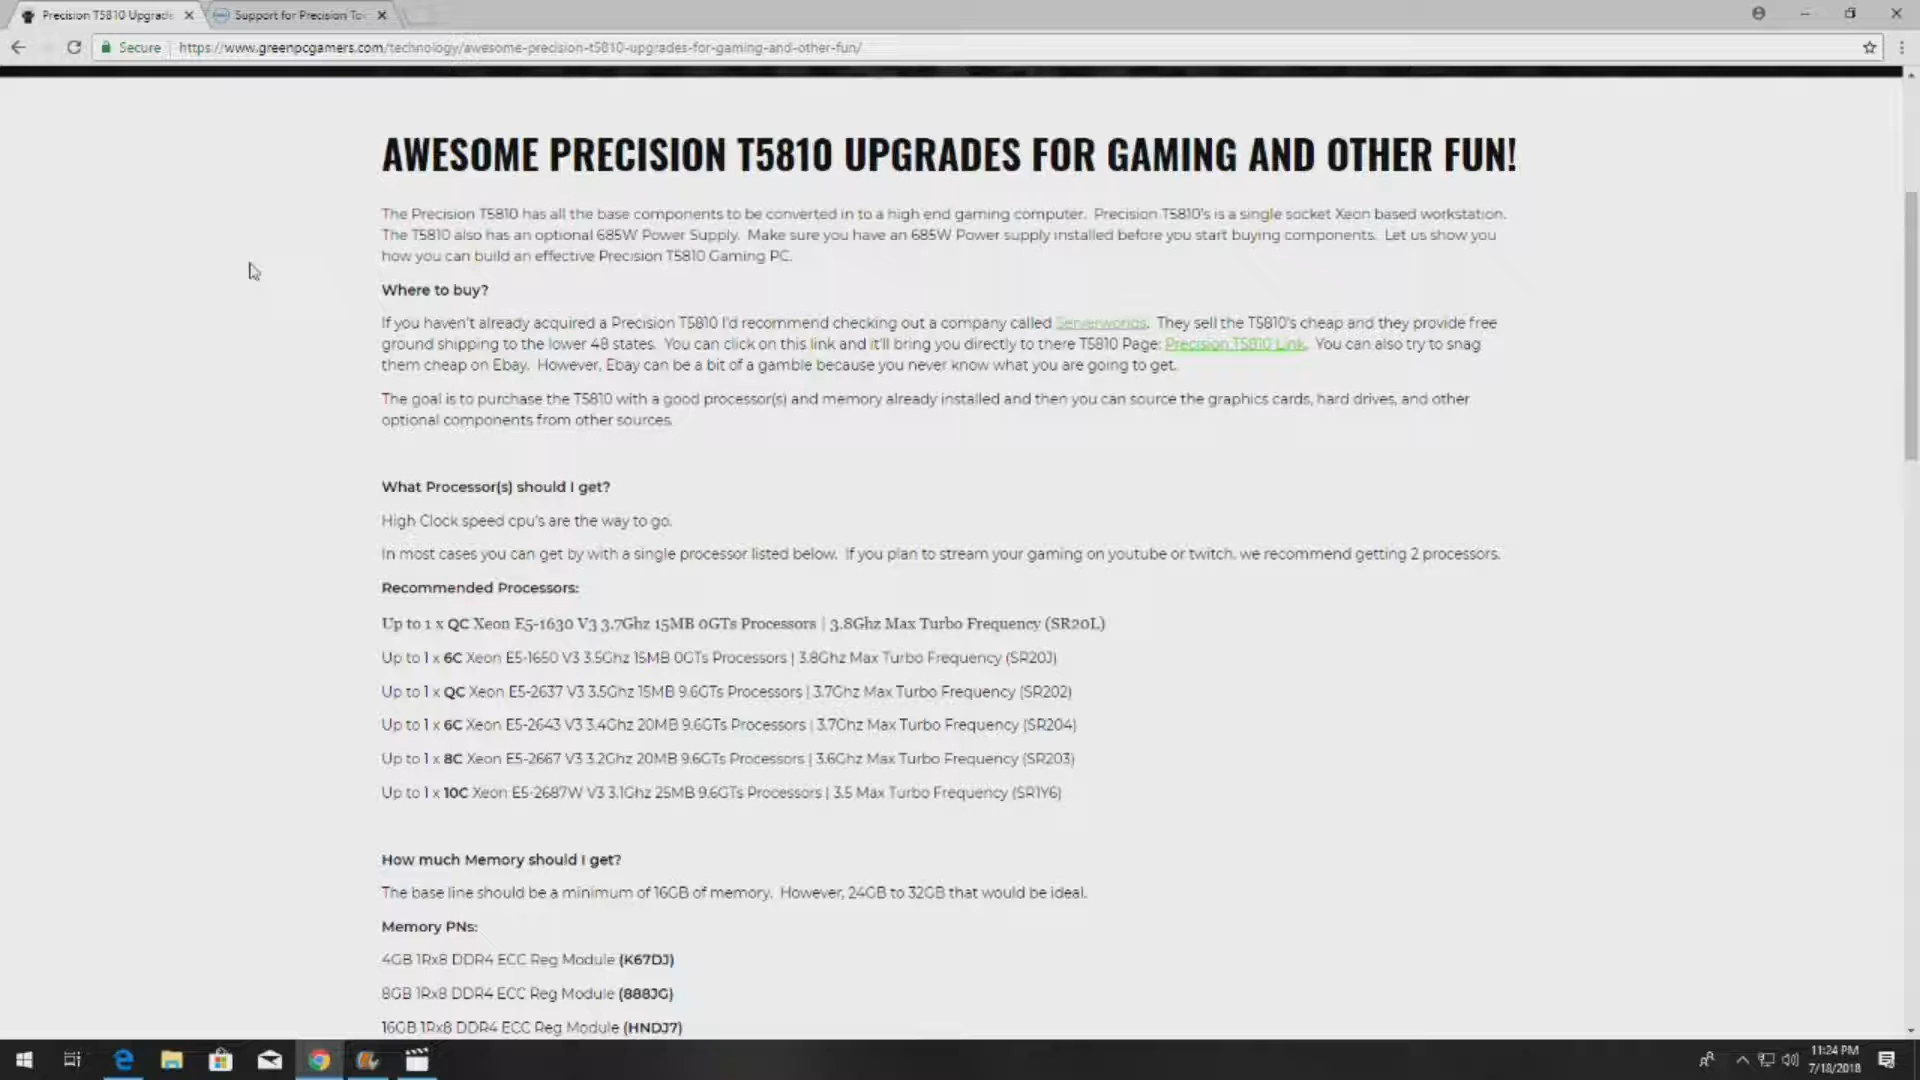 Precision T5810 Upgrade
Support for Precision To
Secure
https://www.greenpcgamers.com/technology/awesome-precision-t5810-upgrades-for-gaming-and-other-fun/
AWESOME PRECISION T5810 UPGRADES FOR GAMING AND OTHER FUN!
The Precision T5810 has all the base components to be converted in to a high end gaming computer. Precision T5810's is a single socket Xeon based workstation.
The T5810 also has an optional 685W Power Supply. Make sure you have an 685W Power supply installed before you start buying components. Let us show you
how you can build an effective Precision T5810 Gaming PC.
Where to buy?
If you haven't already acquired a Precision T5810 I'd recommend checking out a company called Serverworlds. They sell the T5810's cheap and they provide free
ground shipping to the lower 48 states. You can click on this link and it'll bring you directly to there T5810 Page: Precision T5810 Link. You can also try to snag
them cheap on Ebay. However, Ebay can be a bit of a gamble because you never know what you are going to get.
The goal is to purchase the T5810 with a good processor(s) and memory already installed and then you can source the graphics cards, hard drives, and other
optional components from other sources.
What Processor(s) should I get?
High Clock speed cpu's are the way to go.
In most cases you can get by with a single processor listed below. If you plan to stream your gaming on youtube or twitch, we recommend getting 2 processors.
Recommended Processors:
Up to 1 x QC Xeon E5-1630 V3 3.7Ghz 15MB 0GTs Processors | 3.8Ghz Max Turbo Frequency (SR20L)
Up to 1 x 6C Xeon E5-1650 V3 3.5Ghz 15MB 0GTs Processors | 3.8Ghz Max Turbo Frequency (SR20J)
Up to 1 x QC Xeon E5-2637 V3 3.5Ghz 15MB 9.6GTs Processors | 3.7Ghz Max Turbo Frequency (SR202)
Up to 1 x 6C Xeon E5-2643 V3 3.4Ghz 20MB 9.6GTs Processors | 3.7Ghz Max Turbo Frequency (SR204)
Up to 1 x 8C Xeon E5-2667 V3 3.2Ghz 20MB 9.6GTs Processors | 3.6Ghz Max Turbo Frequency (SR203)
Up to 1 x 10C Xeon E5-2687W V3 3.1Ghz 25MB 9.6GTs Processors | 3.5 Max Turbo Frequency (SR1Y6)
How much Memory should I get?
The base line should be a minimum of 16GB of memory. However, 24GB to 32GB that would be ideal.
Memory PNs:
4GB 1Rx8 DDR4 ECC Reg Module (K67DJ)
8GB 1Rx8 DDR4 ECC Reg Module (888JG)
16GB 1Rx8 DDR4 ECC Reg Module (HNDJ7)
11:24 PM
7/18/2018